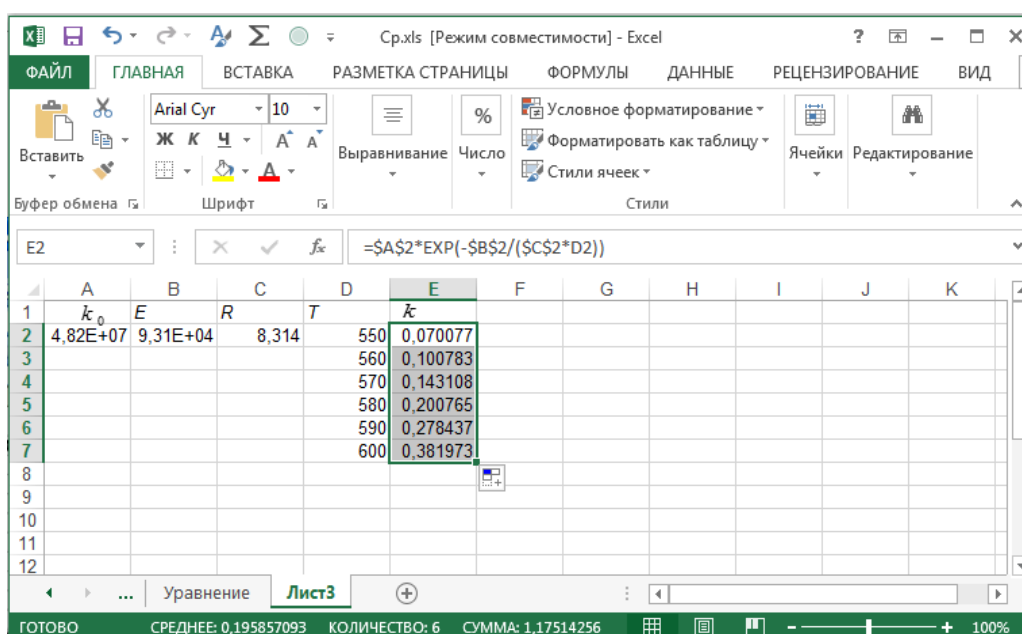 Cp.xls [Режим совместимости] - Excel
ФАЙЛ ГЛАВНАЯ ВСТАВКА РАЗМЕТКА СТРАНИЦЫ ФОРМУЛЫ ДАННЫЕ РЕЦЕНЗИРОВАНИЕ ВИД
Вставить
Arial Cyr 10
Ж К Ч
Выравнивание
%
Число
Условное форматирование
Форматировать как таблицу
Стили ячеек
Ячейки
Редактирование
Буфер обмена Шрифт Стили
E2 fx =$A$2*EXP(-$B$2/($C$2*D2))
A B C D E F G H I J K
1 k₀ E R T k
2 4,82E+07 9,31E+04 8,314 550 0,070077
3 560 0,100783
4 570 0,143108
5 580 0,200765
6 590 0,278437
7 600 0,381973
8
9
10
11
12
... Уравнение Лист3
ГОТОВО СРЕДНЕЕ: 0,195857093 КОЛИЧЕСТВО: 6 СУММА: 1,17514256 100%